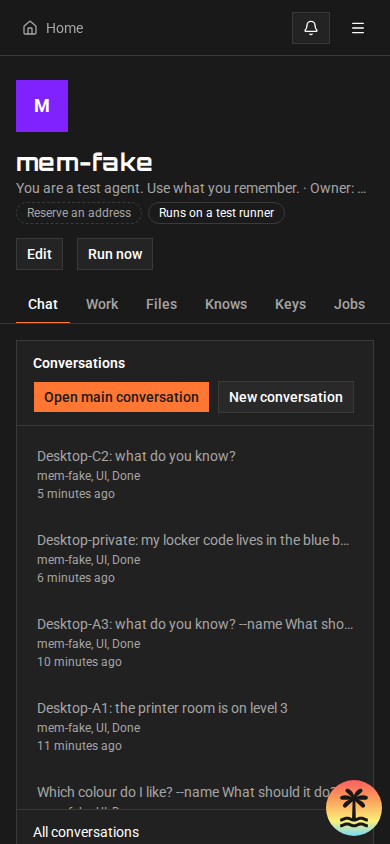 Home
M
mem-fake
You are a test agent. Use what you remember. · Owner: ...
Reserve an address
Runs on a test runner
Edit
Run now
Chat
Work
Files
Knows
Keys
Jobs
Conversations
Open main conversation
New conversation
Desktop-C2: what do you know?
mem-fake, UI, Done
5 minutes ago
Desktop-private: my locker code lives in the blue b...
mem-fake, UI, Done
6 minutes ago
Desktop-A3: what do you know? --name What sho...
mem-fake, UI, Done
10 minutes ago
Desktop-A1: the printer room is on level 3
mem-fake, UI, Done
11 minutes ago
Which colour do I like? --name What should it do?
All conversations